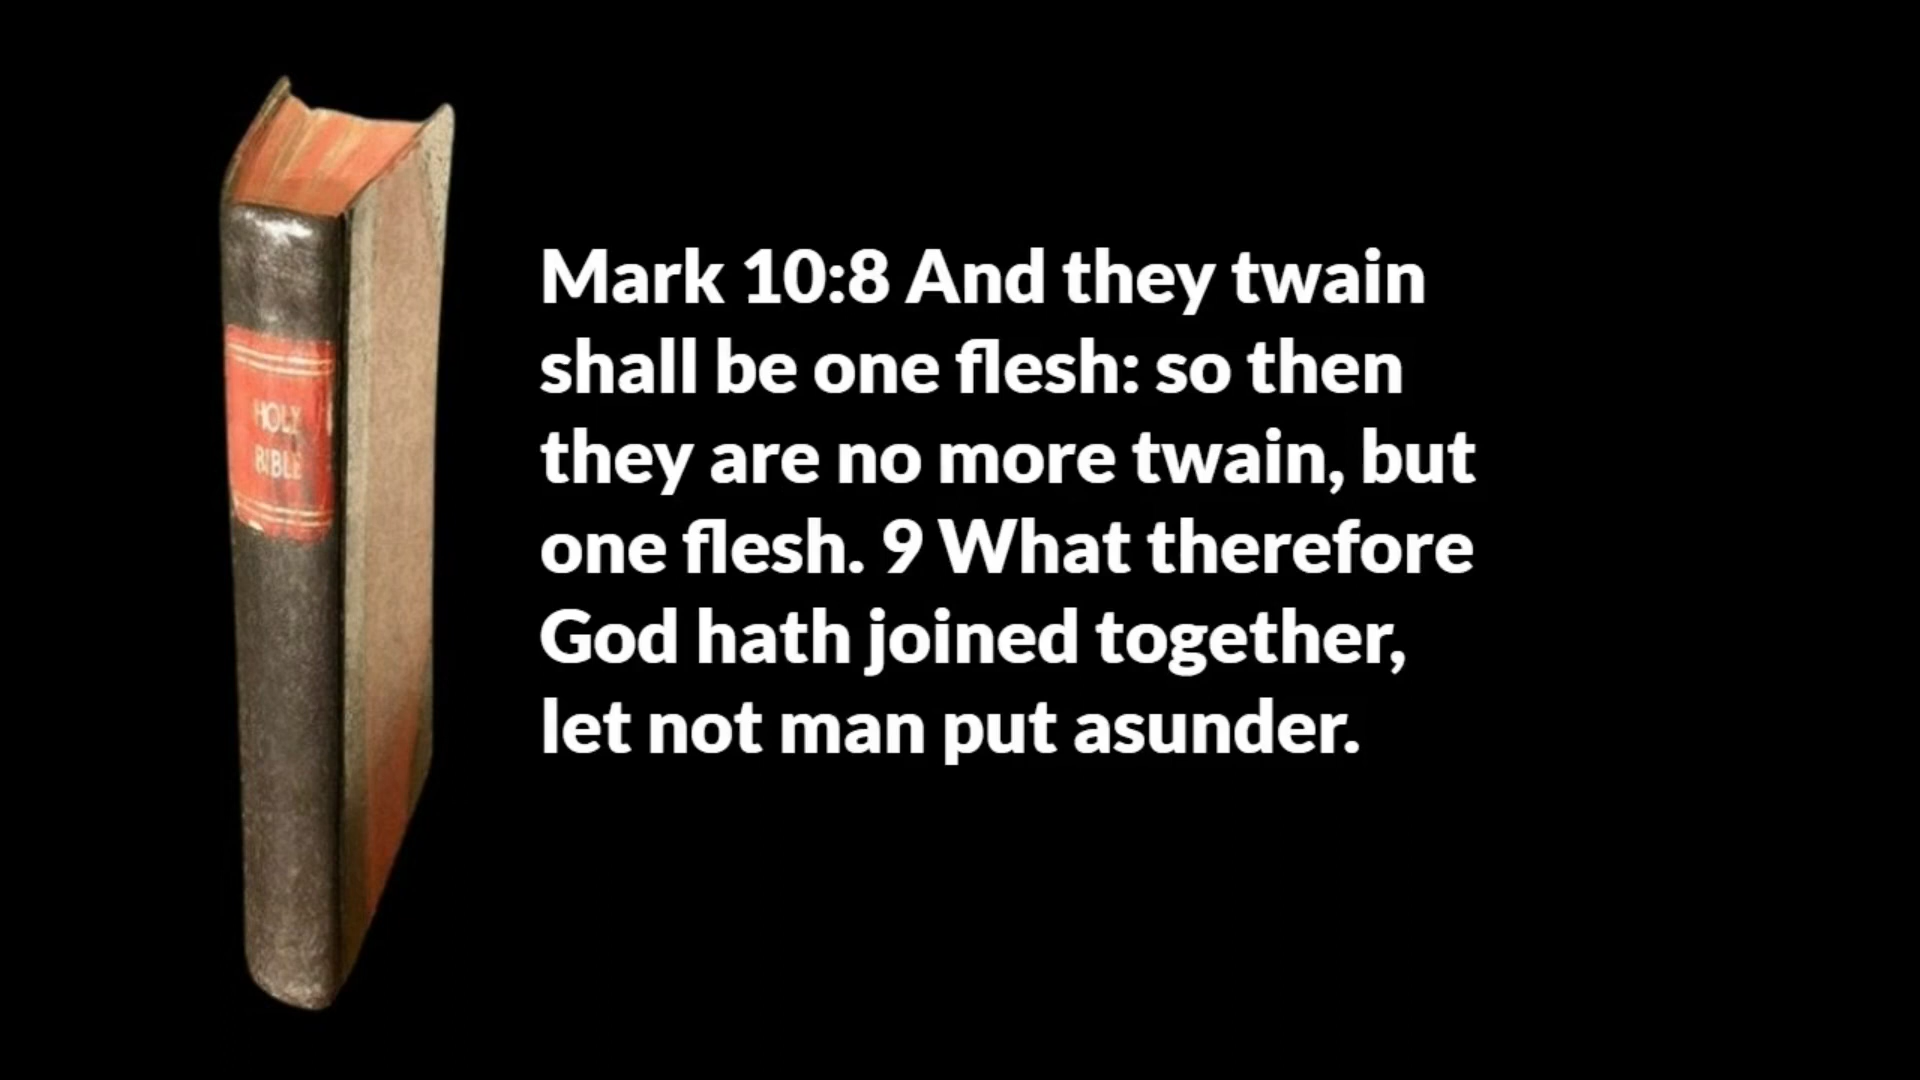 HOLY
BIBLE
Mark 10:8 And they twain
shall be one flesh: so then
they are no more twain, but
one flesh. 9 What therefore
God hath joined together,
let not man put asunder.